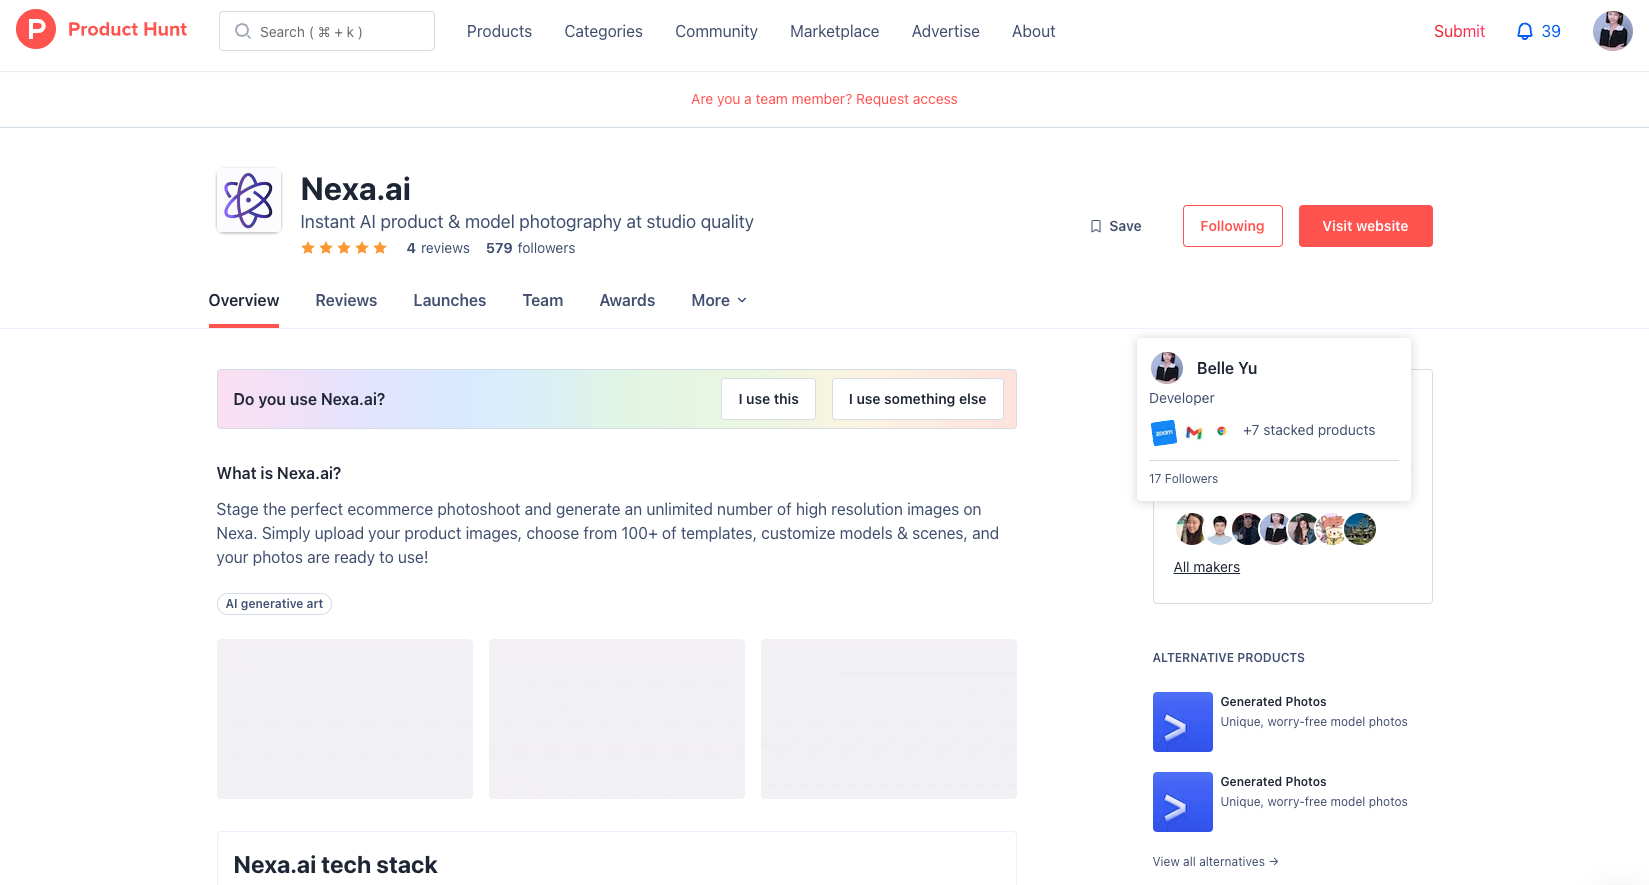 Product Hunt
Search ( ⌘ + k )
Products
Categories
Community
Marketplace
Advertise
About
Submit
39
Are you a team member? Request access
Nexa.ai
Instant AI product & model photography at studio quality
4 reviews
579 followers
Save
Following
Visit website
Overview
Reviews
Launches
Team
Awards
More
Do you use Nexa.ai?
I use this
I use something else
What is Nexa.ai?
Stage the perfect ecommerce photoshoot and generate an unlimited number of high resolution images on
Nexa. Simply upload your product images, choose from 100+ of templates, customize models & scenes, and
your photos are ready to use!
AI generative art
Nexa.ai tech stack
Belle Yu
Developer
zoom
+7 stacked products
17 Followers
All makers
ALTERNATIVE PRODUCTS
Generated Photos
Unique, worry-free model photos
Generated Photos
Unique, worry-free model photos
View all alternatives →